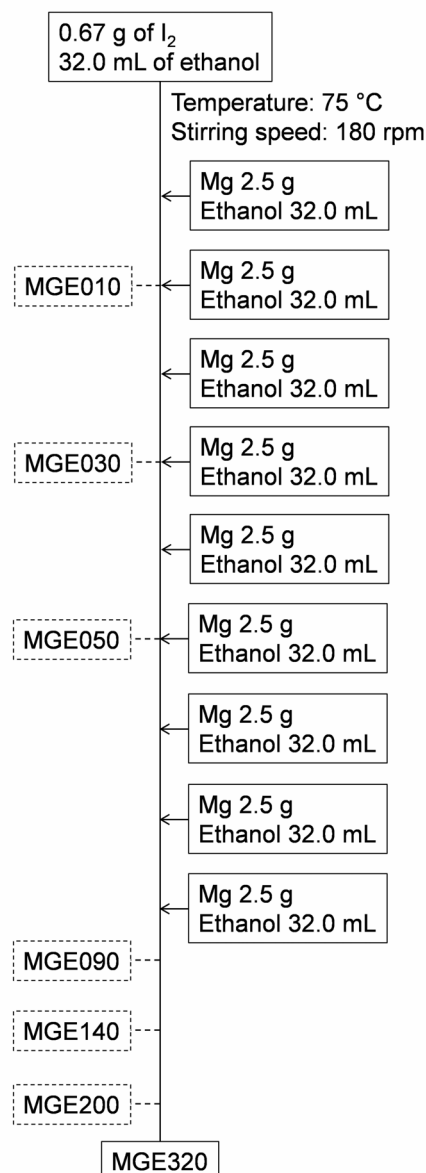 0.67 g of I₂
32.0 mL of ethanol
Temperature: 75 °C
Stirring speed: 180 rpm
Mg 2.5 g
Ethanol 32.0 mL
MGE010
Mg 2.5 g
Ethanol 32.0 mL
Mg 2.5 g
Ethanol 32.0 mL
MGE030
Mg 2.5 g
Ethanol 32.0 mL
Mg 2.5 g
Ethanol 32.0 mL
MGE050
Mg 2.5 g
Ethanol 32.0 mL
Mg 2.5 g
Ethanol 32.0 mL
Mg 2.5 g
Ethanol 32.0 mL
Mg 2.5 g
Ethanol 32.0 mL
MGE090
MGE140
MGE200
MGE320